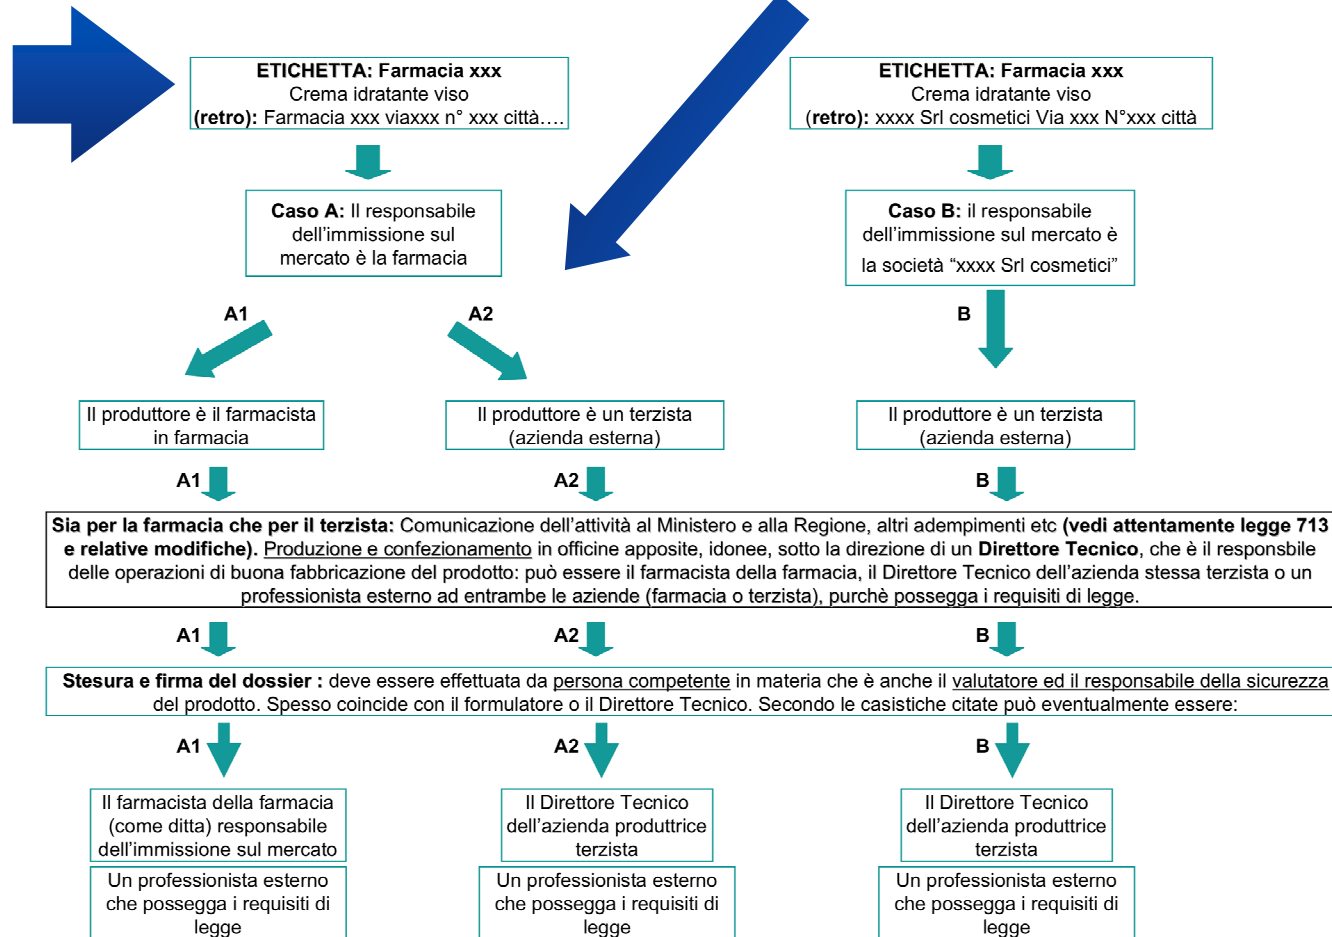 ETICHETTA: Farmacia xxx
Crema idratante viso
(retro): Farmacia xxx viaxxx n° xxx città….
ETICHETTA: Farmacia xxx
Crema idratante viso
(retro): xxxx Srl cosmetici Via xxx N°xxx città
Caso A: Il responsabile
dell’immissione sul
mercato è la farmacia
Caso B: il responsabile
dell’immissione sul mercato è
la società “xxxx Srl cosmetici”
A1
A2
B
Il produttore è il farmacista
in farmacia
Il produttore è un terzista
(azienda esterna)
Il produttore è un terzista
(azienda esterna)
A1
A2
B
Sia per la farmacia che per il terzista: Comunicazione dell’attività al Ministero e alla Regione, altri adempimenti etc (vedi attentamente legge 713
e relative modifiche). Produzione e confezionamento in officine apposite, idonee, sotto la direzione di un Direttore Tecnico, che è il responsbile
delle operazioni di buona fabbricazione del prodotto: può essere il farmacista della farmacia, il Direttore Tecnico dell’azienda stessa terzista o un
professionista esterno ad entrambe le aziende (farmacia o terzista), purchè possegga i requisiti di legge.
A1
A2
B
Stesura e firma del dossier : deve essere effettuata da persona competente in materia che è anche il valutatore ed il responsabile della sicurezza
del prodotto. Spesso coincide con il formulatore o il Direttore Tecnico. Secondo le casistiche citate può eventualmente essere:
A1
A2
B
Il farmacista della farmacia
(come ditta) responsabile
dell’immissione sul mercato
Il Direttore Tecnico
dell’azienda produttrice
terzista
Il Direttore Tecnico
dell’azienda produttrice
terzista
Un professionista esterno
che possegga i requisiti di
legge
Un professionista esterno
che possegga i requisiti di
legge
Un professionista esterno
che possegga i requisiti di
legge